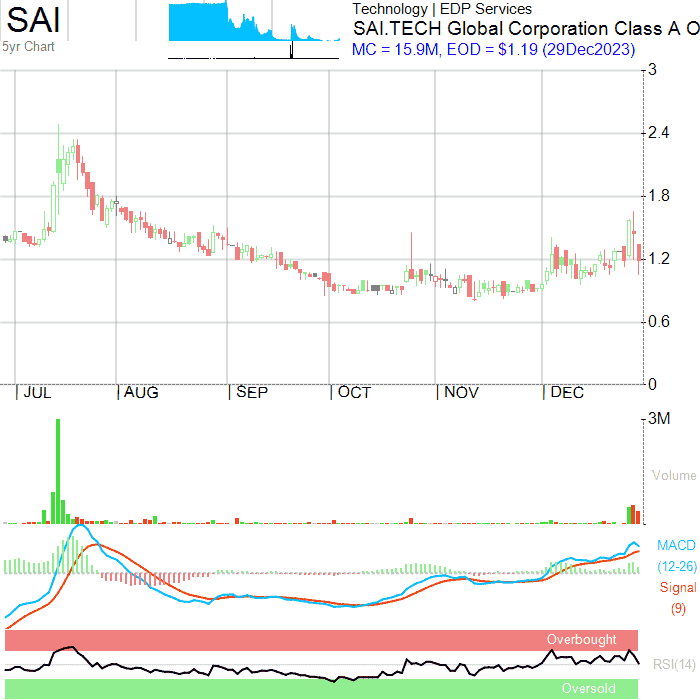 SAI
5yr Chart
Technology | EDP Services
SAI.TECH Global Corporation Class A O
MC = 15.9M, EOD = $1.19 (29Dec2023)
3
2.4
1.8
1.2
0.6
0
JUL AUG SEP OCT NOV DEC
3M
Volume
MACD
(12-26)
Signal
(9)
Overbought
RSI(14)
Oversold